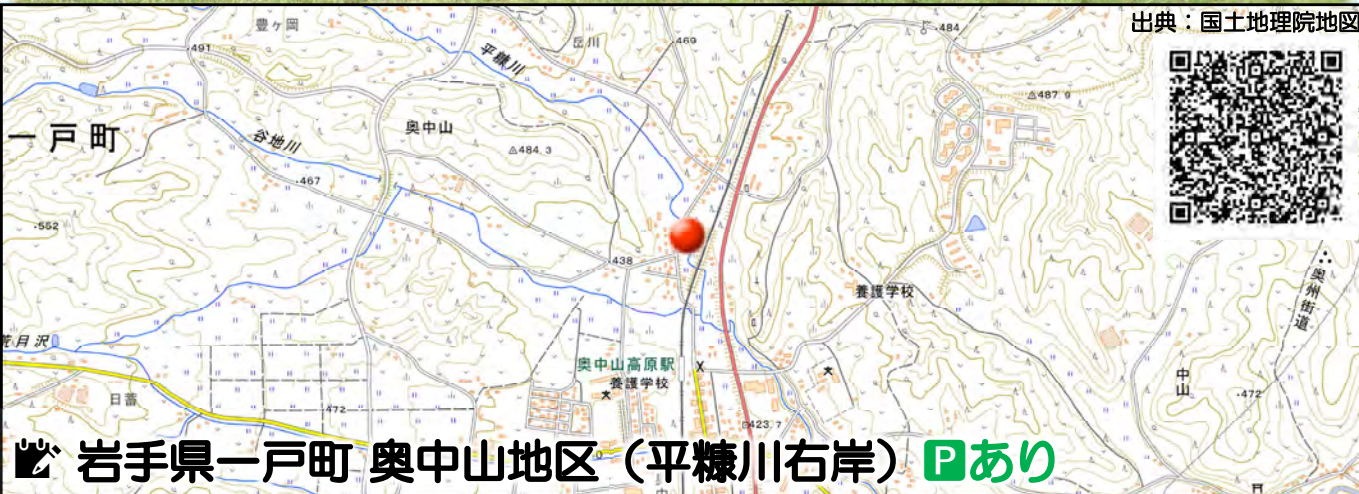 出典：国土地理院地図
豊ヶ岡
岳川
484
491
469
平糠川
487.9
一戸町
奥中山
谷地川
484.3
467
552
438
養護学校
奥州街道
荒月沢
奥中山高原駅
養護学校
中山
日蓄
472
472
423.7
岩手県一戸町 奥中山地区（平糠川右岸） Pあり